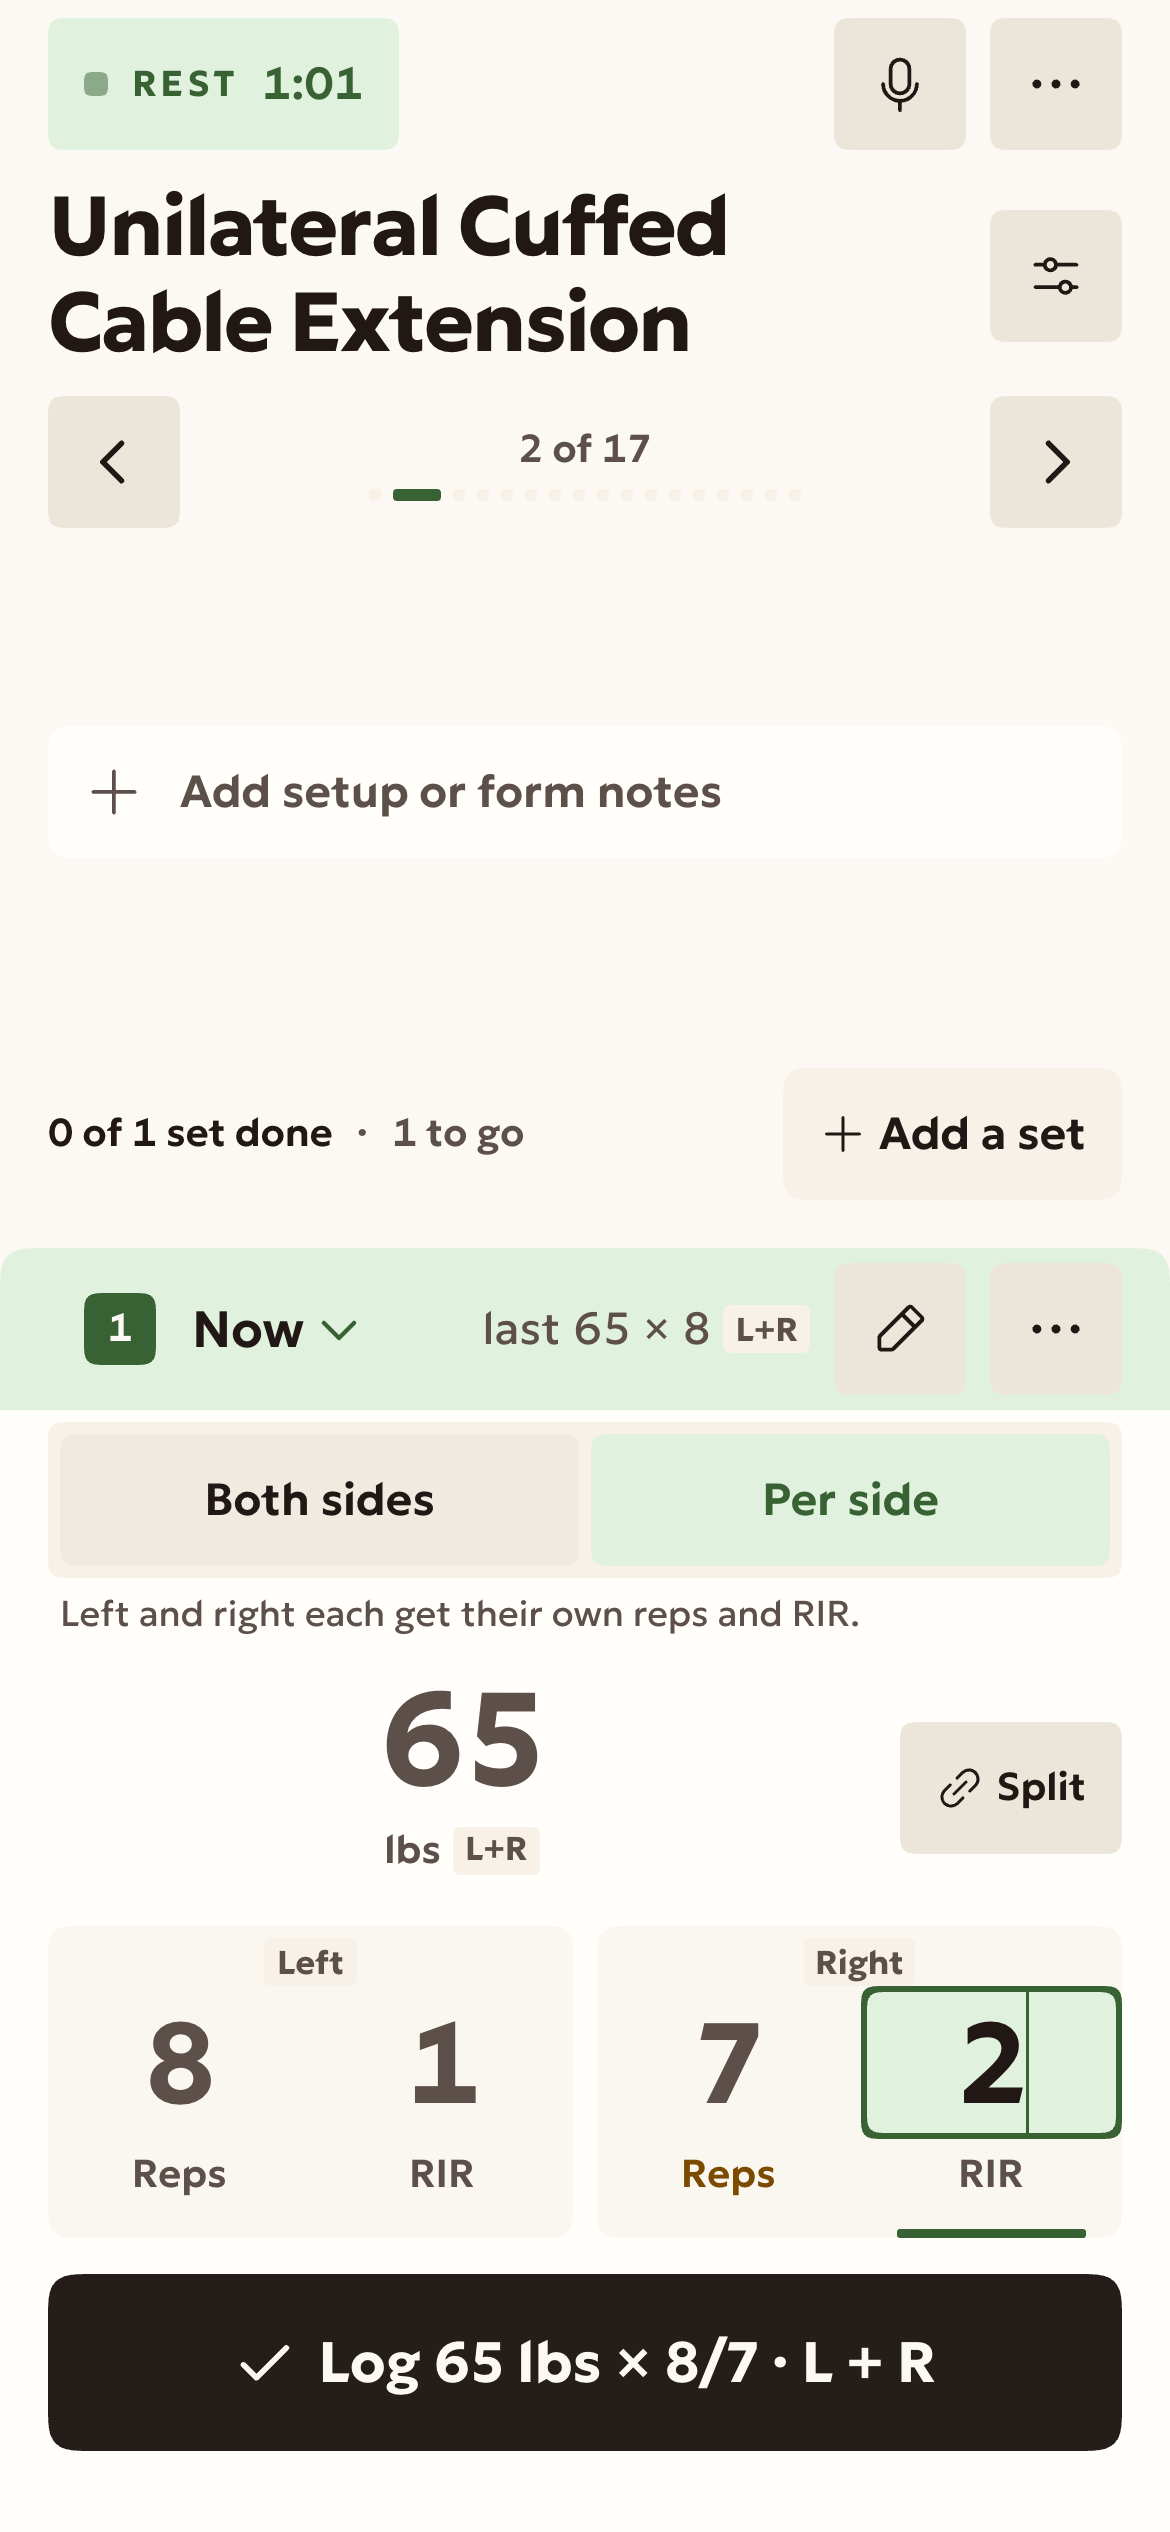 REST 1:01
Unilateral Cuffed
Cable Extension
2 of 17
Add setup or form notes
0 of 1 set done · 1 to go
Add a set
1 Now last 65 × 8 L+R
Both sides Per side
Left and right each get their own reps and RIR.
65
lbs L+R
Split
Left Right
8 1 7 2
Reps RIR Reps RIR
Log 65 lbs × 8/7 · L + R